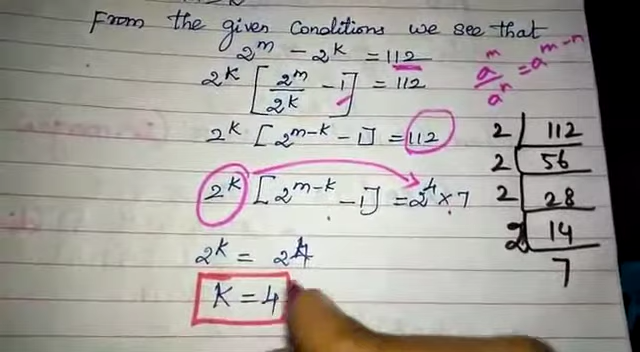 From the given Conditions we see that
2^m - 2^k = 112
2^k [ 2^m / 2^k - 1 ] = 112
a^m / a^n = a^(m-n)
2^k [ 2^(m-k) - 1 ] = 112
2^k [ 2^(m-k) - 1 ] = 2^4 × 7
2^k = 2^4
K = 4
2 | 112
2 | 56
2 | 28
2 | 14
7